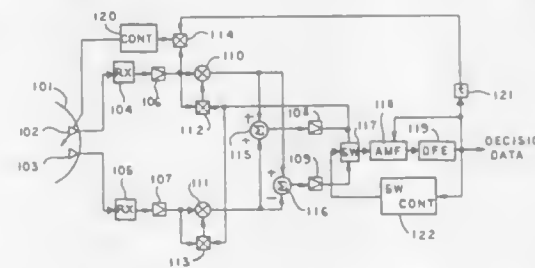 120
CONT
114
101
RX
110
104
106
102
108
117
118
121
112
+
+
Σ
115
SW
AMF
119
DFE
DECISION
DATA
103
109
105
RX
107
111
+
Σ
−
116
SW
CONT
122
113